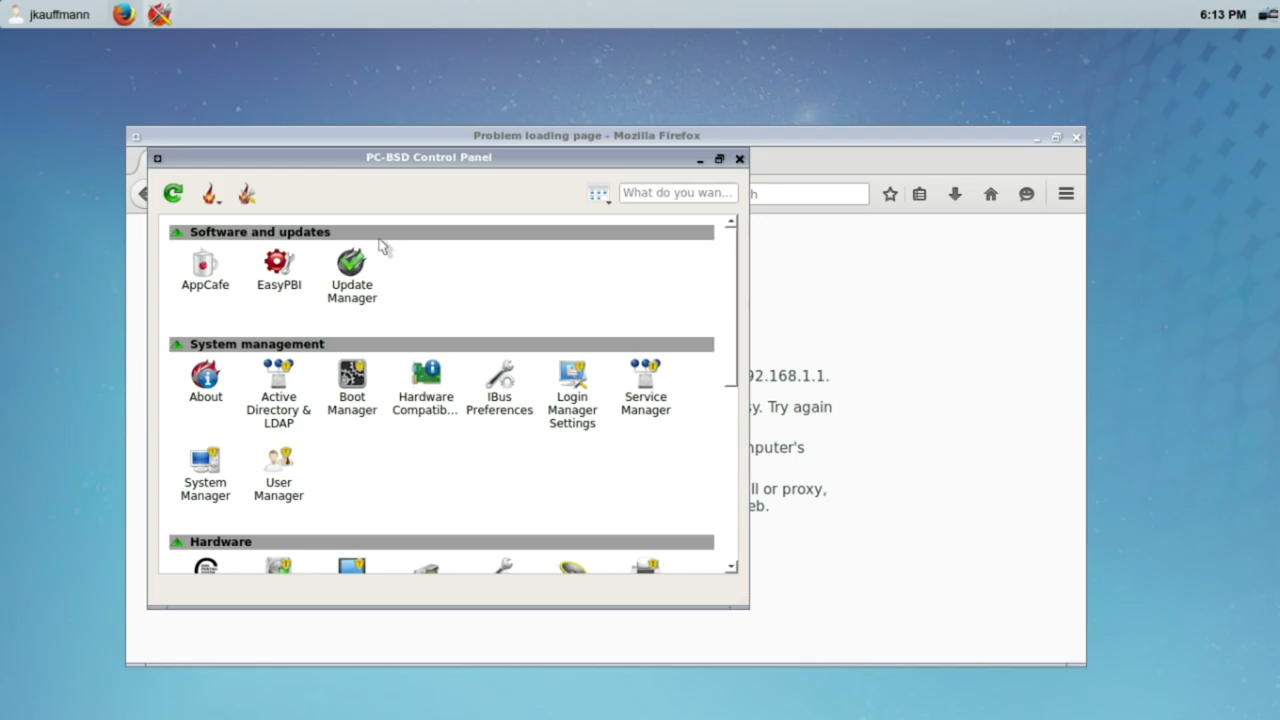 jkauffmann
6:13 PM
Problem loading page - Mozilla Firefox
PC-BSD Control Panel
What do you wan...
h
Software and updates
AppCafe
EasyPBI
Update
Manager
System management
About
Active
Directory &
LDAP
Boot
Manager
Hardware
Compatib...
IBus
Preferences
Login
Manager
Settings
Service
Manager
System
Manager
User
Manager
Hardware
92.168.1.1.
sy. Try again
nputer's
ll or proxy,
eb.